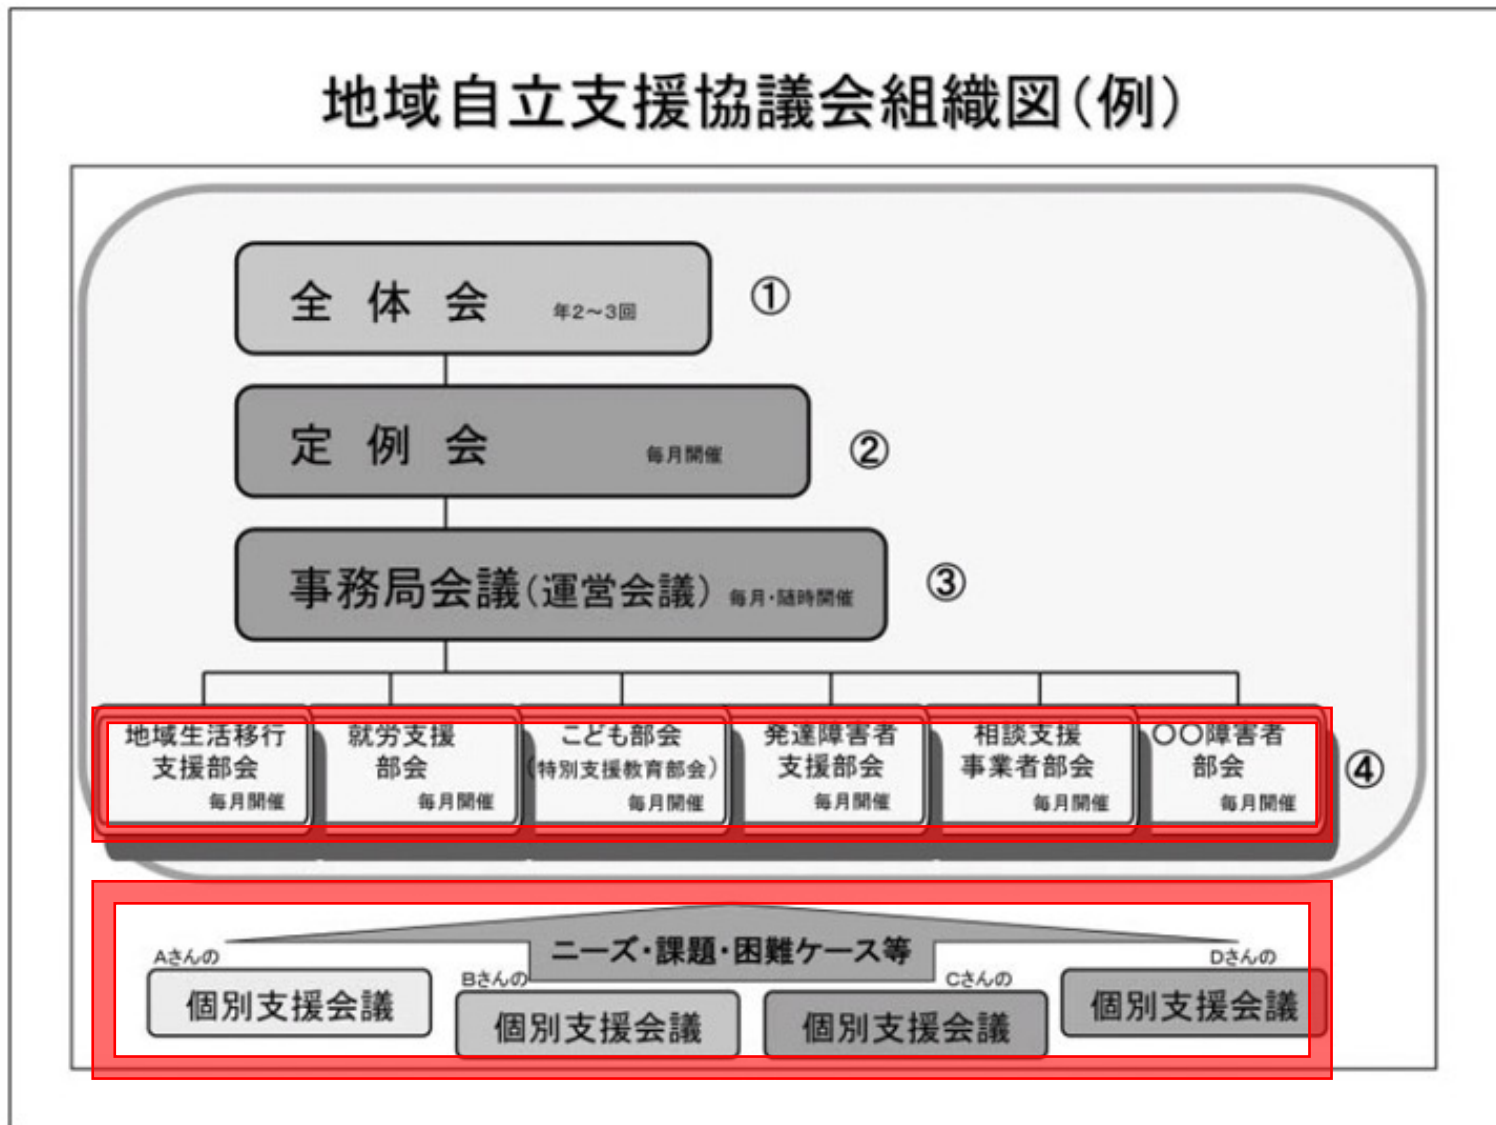 地域自立支援協議会組織図(例)
全体会 年2~3回
①
定例会 毎月開催
②
事務局会議(運営会議) 毎月・随時開催
③
地域生活移行
支援部会
毎月開催
就労支援
部会
毎月開催
こども部会
(特別支援教育部会)
毎月開催
発達障害者
支援部会
毎月開催
相談支援
事業者部会
毎月開催
〇〇障害者
部会
毎月開催
④
ニーズ・課題・困難ケース等
Aさんの
個別支援会議
Bさんの
個別支援会議
Cさんの
個別支援会議
Dさんの
個別支援会議